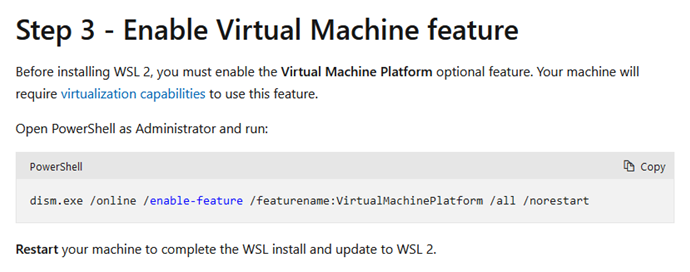 Step 3 - Enable Virtual Machine feature
Before installing WSL 2, you must enable the Virtual Machine Platform optional feature. Your machine will
require virtualization capabilities to use this feature.
Open PowerShell as Administrator and run:
PowerShell Copy
dism.exe /online /enable-feature /featurename:VirtualMachinePlatform /all /norestart
Restart your machine to complete the WSL install and update to WSL 2.